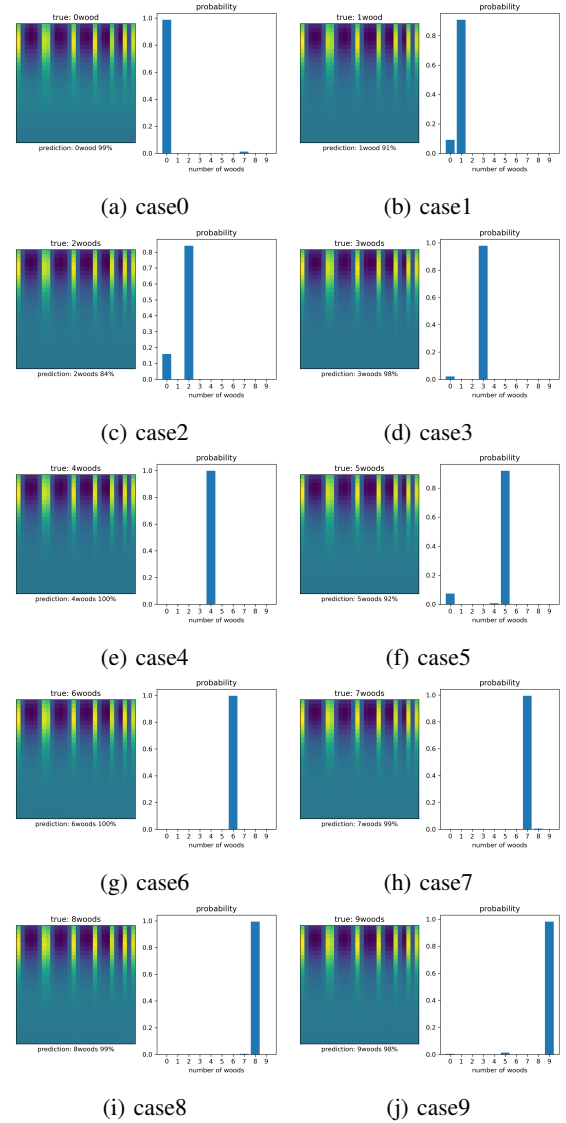 true: 0wood
prediction: 0wood 99%
probability
1.0
0.8
0.6
0.4
0.2
0.0
0 1 2 3 4 5 6 7 8 9
number of woods
(a) case0
true: 1wood
prediction: 1wood 91%
probability
0.8
0.6
0.4
0.2
0.0
0 1 2 3 4 5 6 7 8 9
number of woods
(b) case1
true: 2woods
prediction: 2woods 84%
probability
0.8
0.7
0.6
0.5
0.4
0.3
0.2
0.1
0.0
0 1 2 3 4 5 6 7 8 9
number of woods
(c) case2
true: 3woods
prediction: 3woods 98%
probability
1.0
0.8
0.6
0.4
0.2
0.0
0 1 2 3 4 5 6 7 8 9
number of woods
(d) case3
true: 4woods
prediction: 4woods 100%
probability
1.0
0.8
0.6
0.4
0.2
0.0
0 1 2 3 4 5 6 7 8 9
number of woods
(e) case4
true: 5woods
prediction: 5woods 92%
probability
0.8
0.6
0.4
0.2
0.0
0 1 2 3 4 5 6 7 8 9
number of woods
(f) case5
true: 6woods
prediction: 6woods 100%
probability
1.0
0.8
0.6
0.4
0.2
0.0
0 1 2 3 4 5 6 7 8 9
number of woods
(g) case6
true: 7woods
prediction: 7woods 99%
probability
1.0
0.8
0.6
0.4
0.2
0.0
0 1 2 3 4 5 6 7 8 9
number of woods
(h) case7
true: 8woods
prediction: 8woods 99%
probability
1.0
0.8
0.6
0.4
0.2
0.0
0 1 2 3 4 5 6 7 8 9
number of woods
(i) case8
true: 9woods
prediction: 9woods 98%
probability
1.0
0.8
0.6
0.4
0.2
0.0
0 1 2 3 4 5 6 7 8 9
number of woods
(j) case9